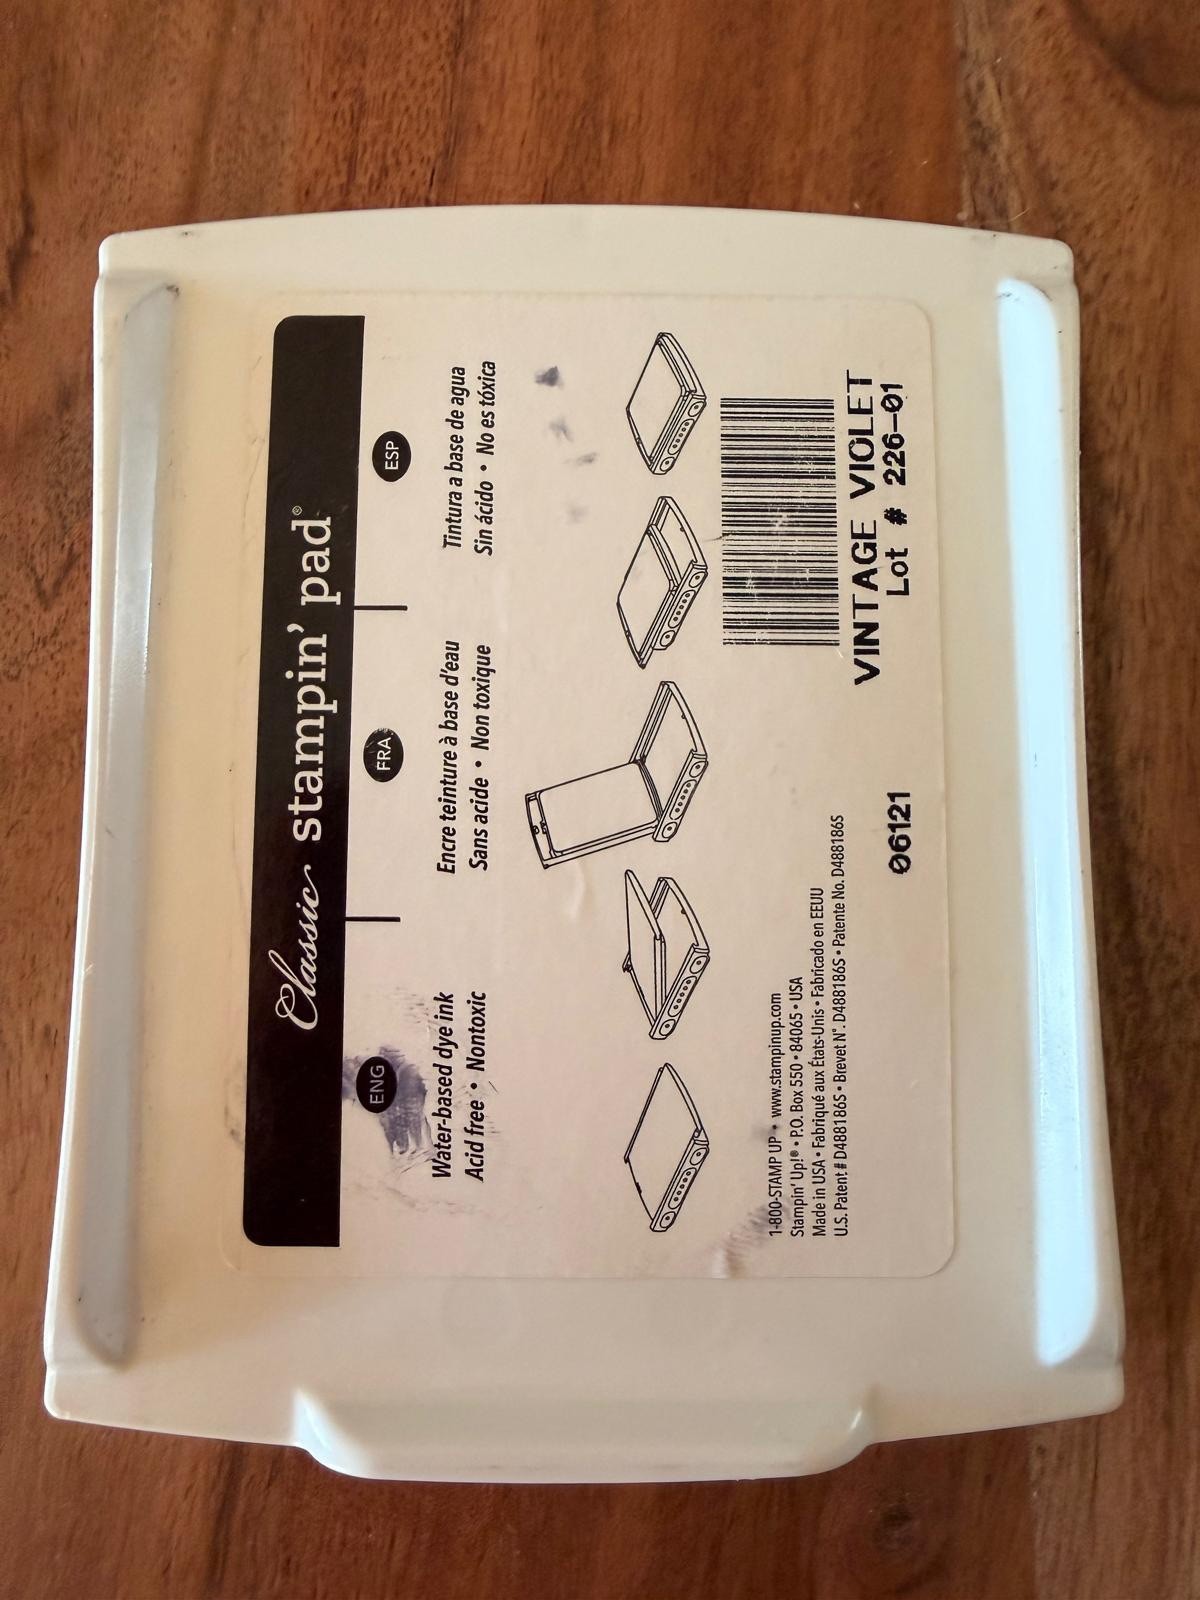 Classic stampin' pad®
ENG
Water-based dye ink
Acid free • Nontoxic
FRA
Encre teinture à base d'eau
Sans acide • Non toxique
ESP
Tintura a base de agua
Sin ácido • No es tóxica
1-800-STAMP UP • www.stampinup.com
Stampin' Up!® • P.O. Box 550 • 84065 • USA
Made in USA • Fabriqué aux États-Unis • Fabricado en EEUU
U.S. Patent # D488186S • Brevet N°. D488186S • Patente No. D488186S
06121
VINTAGE VIOLET
Lot # 226-01